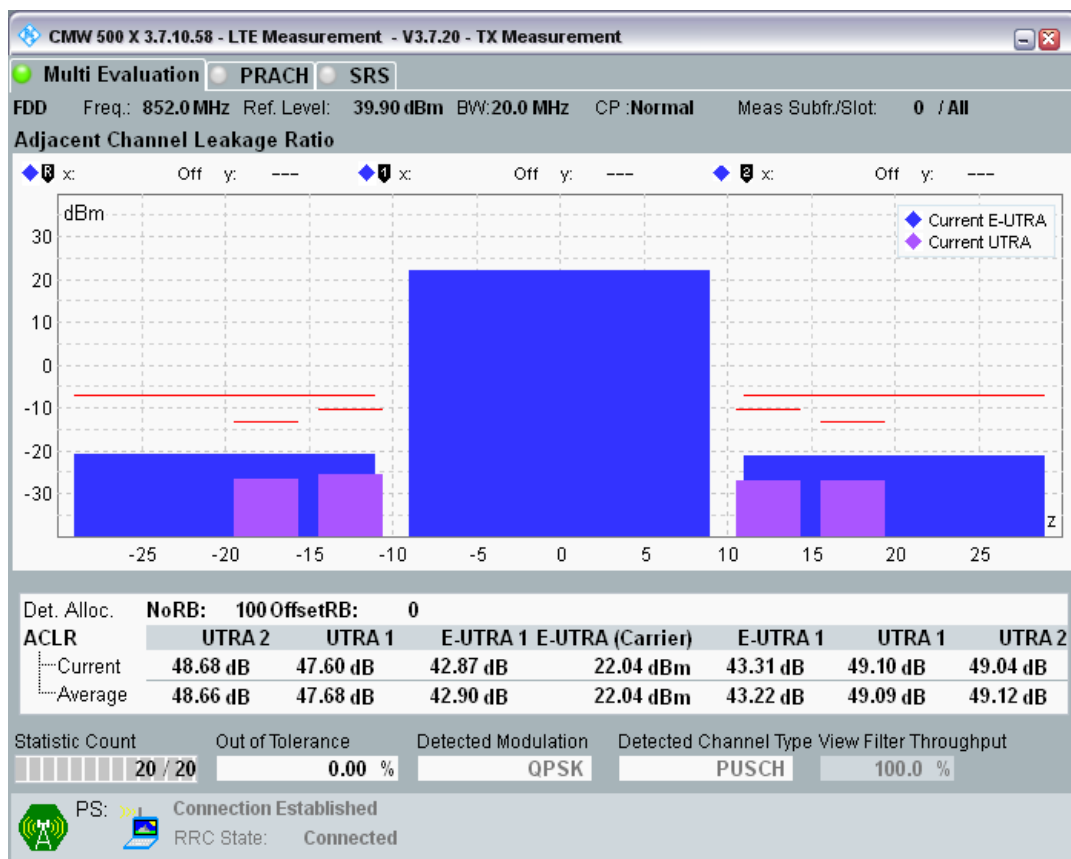 CMW 500 X 3.7.10.58 - LTE Measurement - V3.7.20 - TX Measurement
Multi Evaluation PRACH SRS
FDD Freq.: 852.0 MHz Ref. Level: 39.90 dBm BW:20.0 MHz CP :Normal Meas Subfr./Slot: 0 / All
Adjacent Channel Leakage Ratio
R x: Off y: --- 1 x: Off y: --- 2 x: Off y: ---
dBm
Current E-UTRA
Current UTRA
30
20
10
0
-10
-20
-30
z
-25 -20 -15 -10 -5 0 5 10 15 20 25
Det. Alloc. NoRB: 100 OffsetRB: 0
ACLR UTRA 2 UTRA 1 E-UTRA 1 E-UTRA (Carrier) E-UTRA 1 UTRA 1 UTRA 2
Current 48.68 dB 47.60 dB 42.87 dB 22.04 dBm 43.31 dB 49.10 dB 49.04 dB
Average 48.66 dB 47.68 dB 42.90 dB 22.04 dBm 43.22 dB 49.09 dB 49.12 dB
Statistic Count Out of Tolerance Detected Modulation Detected Channel Type View Filter Throughput
20 / 20 0.00 % QPSK PUSCH 100.0 %
PS: Connection Established
RRC State: Connected